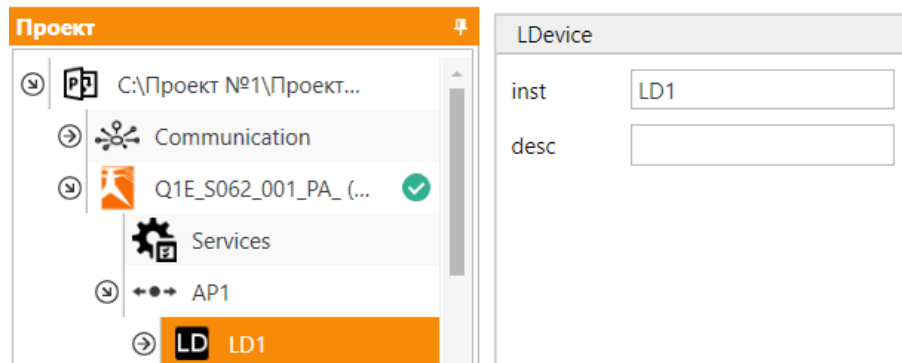 Проект
C:\Проект №1\Проект...
Communication
Q1E_S062_001_PA_ (...
Services
AP1
LD LD1
LDevice
inst LD1
desc